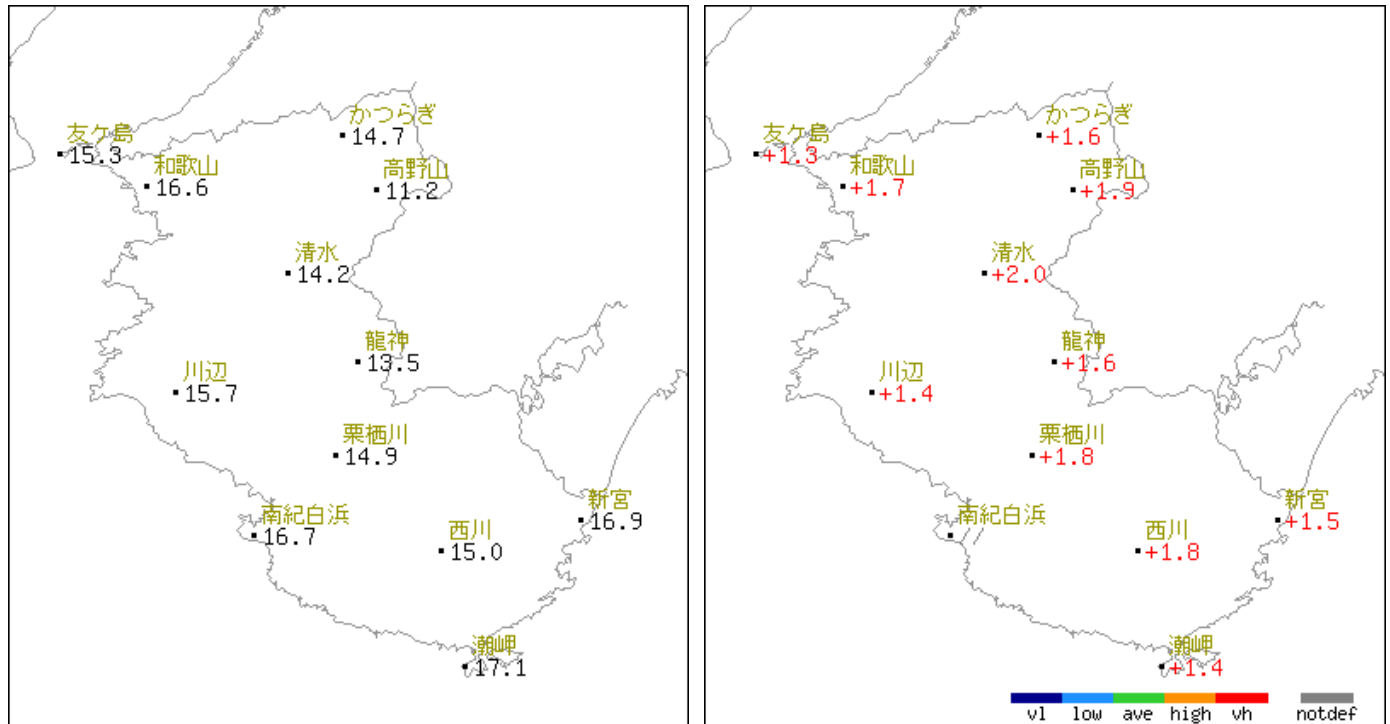 かつらぎ
14.7
友ケ島
15.3
和歌山
16.6
高野山
11.2
清水
14.2
龍神
13.5
川辺
15.7
栗栖川
14.9
新宮
16.9
南紀白浜
16.7
西川
15.0
潮岬
17.1
かつらぎ
+1.6
友ケ島
+1.3
和歌山
+1.7
高野山
+1.9
清水
+2.0
龍神
+1.6
川辺
+1.4
栗栖川
+1.8
新宮
+1.5
南紀白浜
//
西川
+1.8
潮岬
+1.4
vl low ave high vh notdef